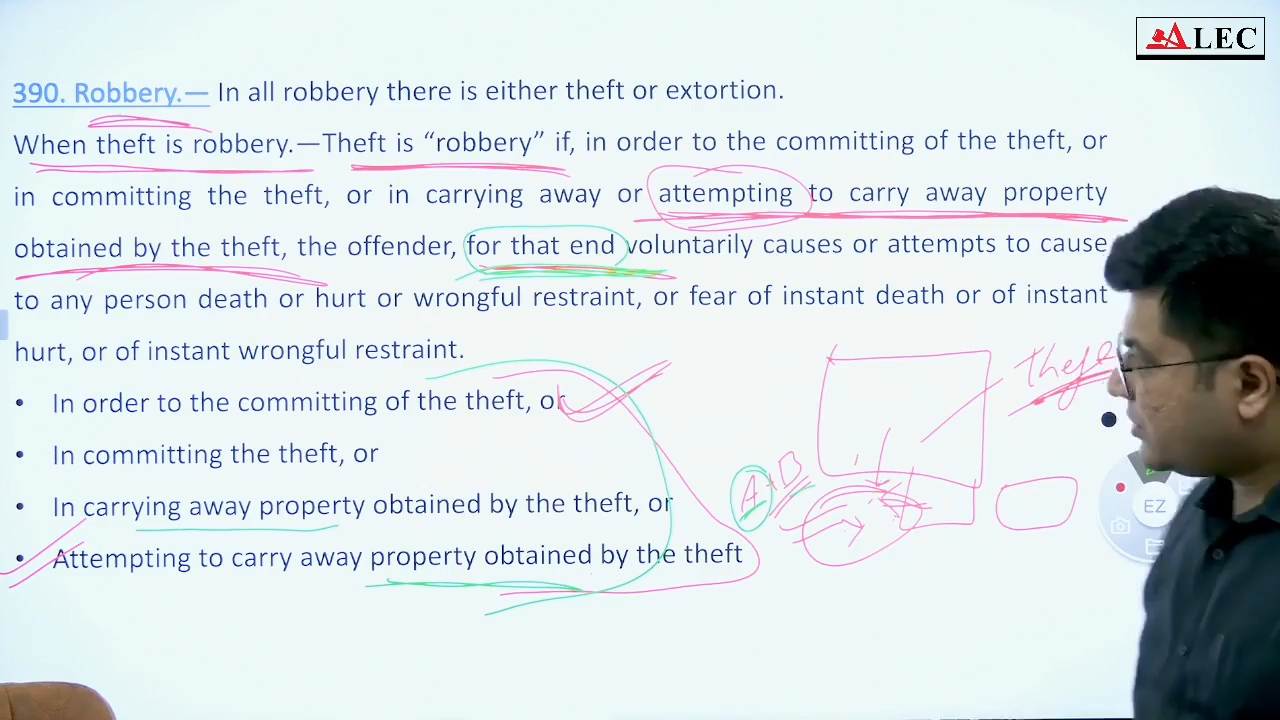 ALEC
390. Robbery.— In all robbery there is either theft or extortion.
When theft is robbery.—Theft is “robbery” if, in order to the committing of the theft, or
in committing the theft, or in carrying away or attempting to carry away property
obtained by the theft, the offender, for that end voluntarily causes or attempts to cause
to any person death or hurt or wrongful restraint, or fear of instant death or of instant
hurt, or of instant wrongful restraint.
• In order to the committing of the theft, or
• In committing the theft, or
• In carrying away property obtained by the theft, or
• Attempting to carry away property obtained by the theft
theft
A + B
EZ